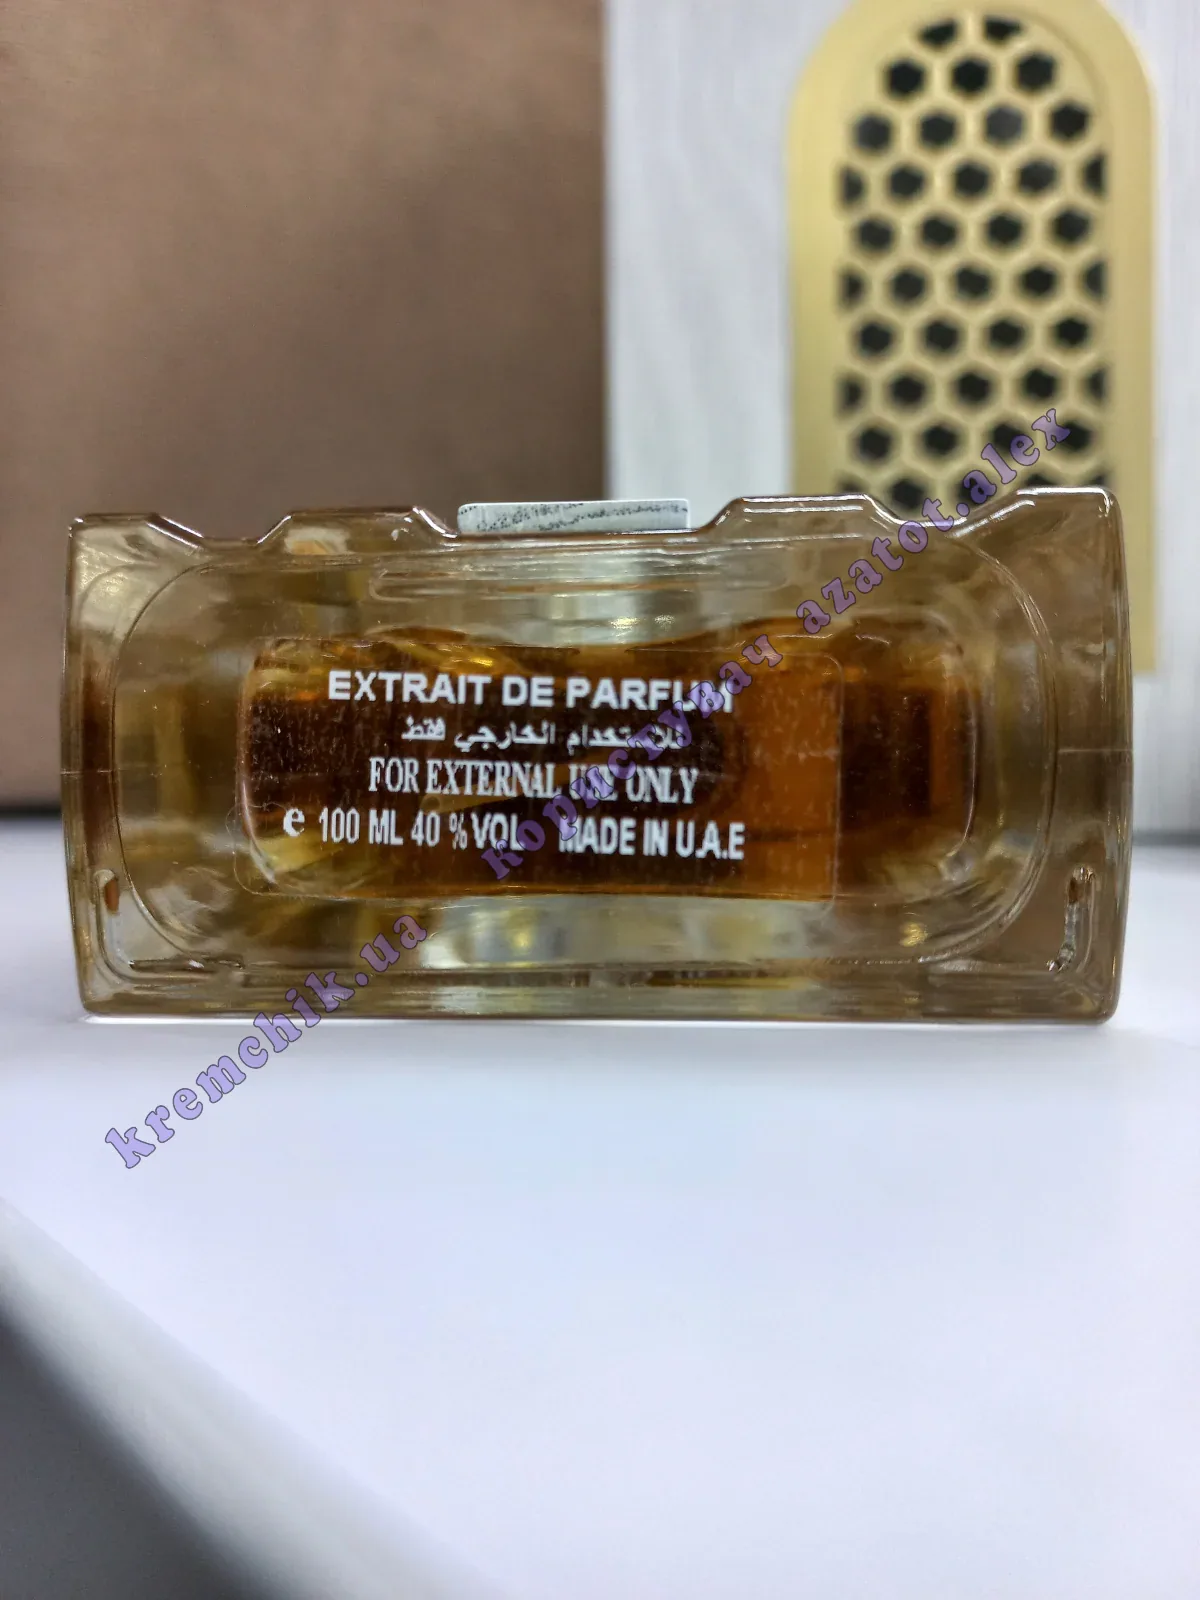 EXTRAIT DE PARFUM
للاستخدام الخارجي فقط
FOR EXTERNAL USE ONLY
e 100 ML 40 % VOL MADE IN U.A.E
kremchik.ua користувач azatot.alex